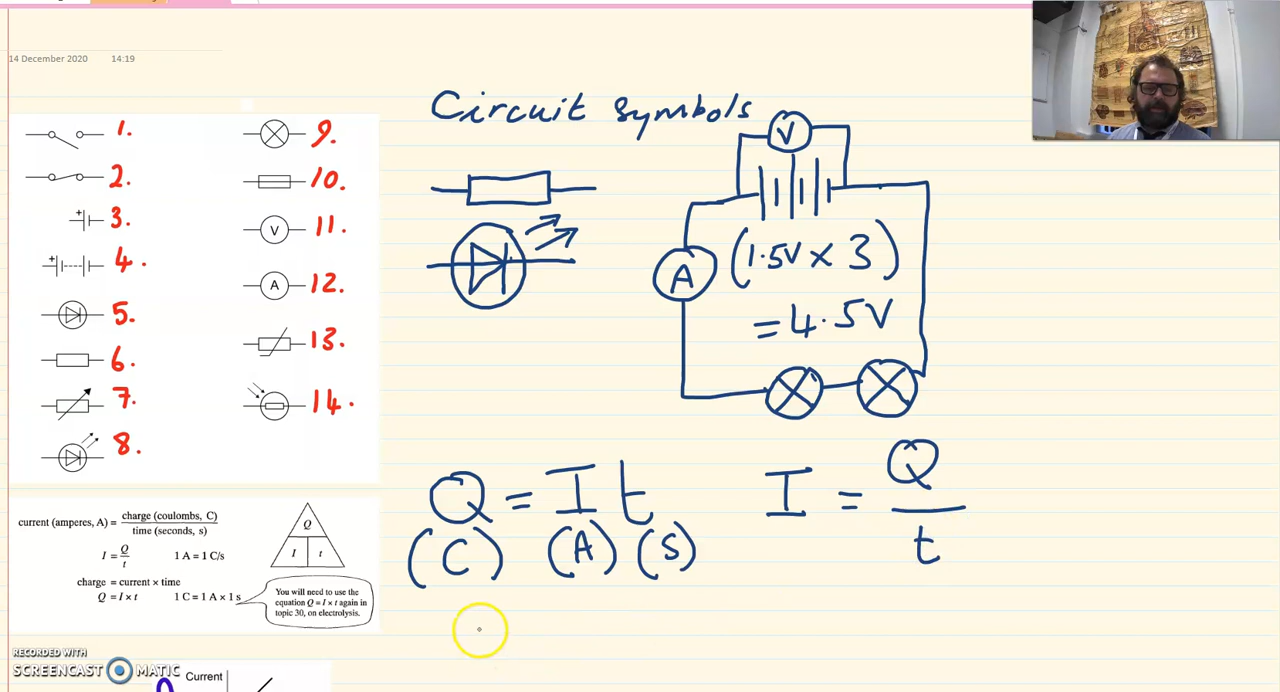 14 December 2020 14:19
Circuit symbols
1.
2.
+ 3.
+ 4.
5.
6.
7.
8.
9.
10.
V 11.
A 12.
13.
14.
V
A
(1.5V × 3)
= 4.5V
Q = I t
(C) (A) (S)
I = Q
t
current (amperes, A) = charge (coulombs, C)
time (seconds, s)
I = Q
t
1 A = 1 C/s
charge = current × time
Q = I × t 1 C = 1 A × 1 s
Q
I t
You will need to use the
equation Q = I × t again in
topic 30, on electrolysis.
RECORDED WITH
SCREENCAST MATIC
Current